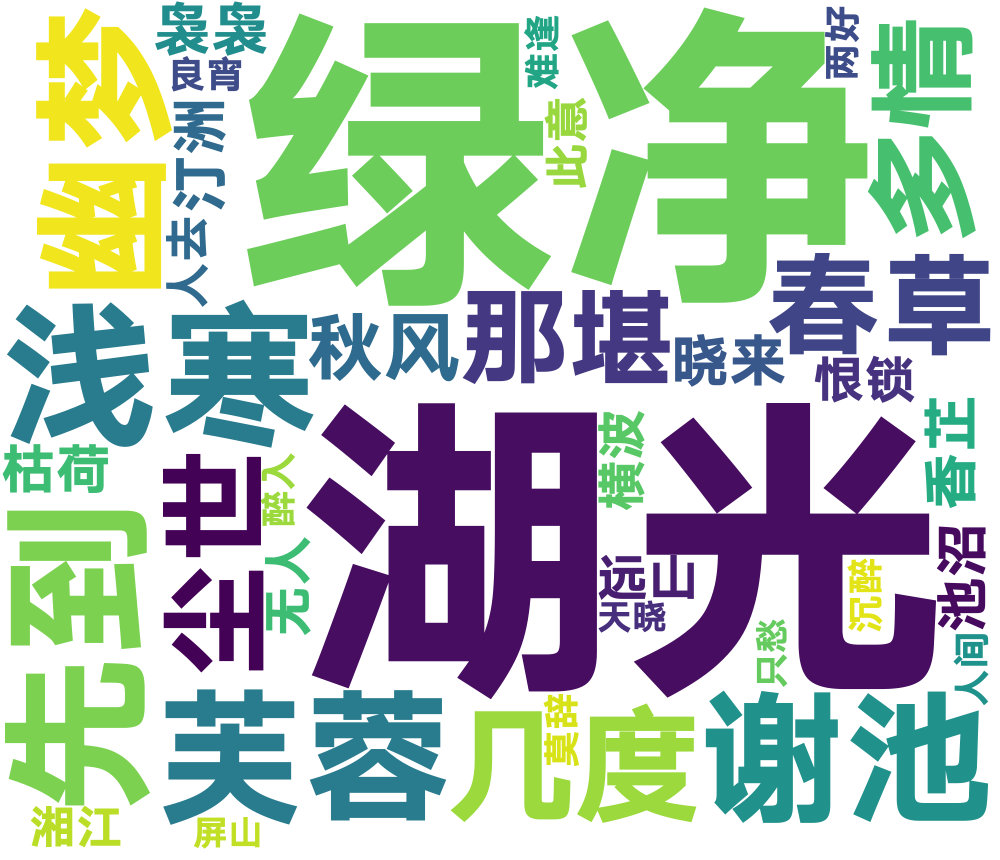 袅袅
良宵
绿净
难逢
此意
两好
多情
幽梦
汀洲
人去
春草
浅寒
秋风
那堪
晓来
恨锁
枯荷
尘世
醉入
无人
湖光
横波
香茫
远山
天晓
沉醉
池沼
只愁
人间
先到
芙蓉
几度
莫辞
谢池
湘江
屏山